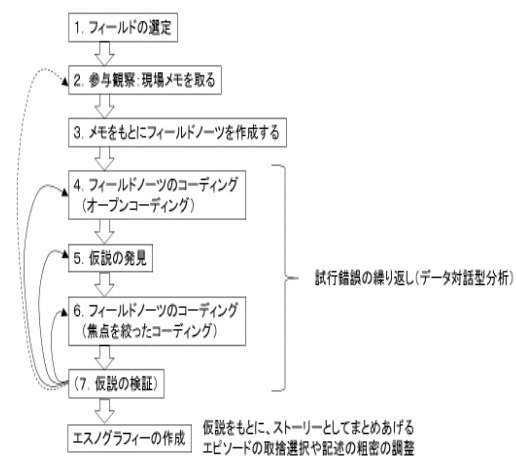 1. フィールドの選定
2. 参与観察:現場メモを取る
3. メモをもとにフィールドノーツを作成する
4. フィールドノーツのコーディング
(オープンコーディング)
5. 仮説の発見
6. フィールドノーツのコーディング
(焦点を絞ったコーディング)
(7. 仮説の検証)
試行錯誤の繰り返し(データ対話型分析)
エスノグラフィーの作成
仮説をもとに、ストーリーとしてまとめあげる
エピソードの取捨選択や記述の粗密の調整